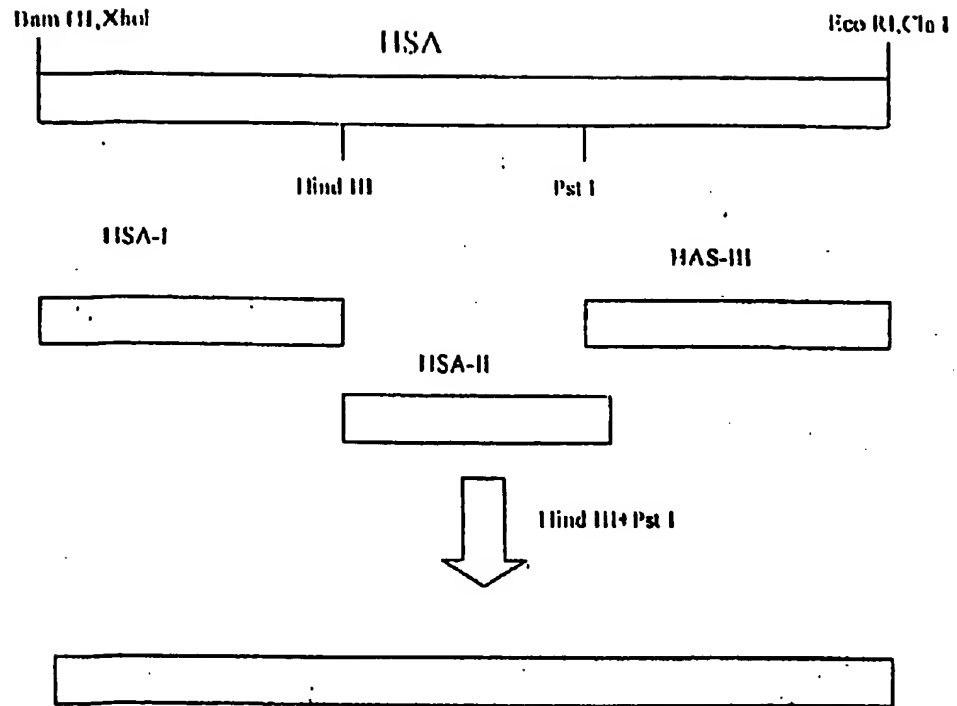 Bam HI,XhoI
Eco RI,Cla I
HSA
Hind III
Pst I
HSA-I
HAS-III
HSA-II
Hind III+Pst I